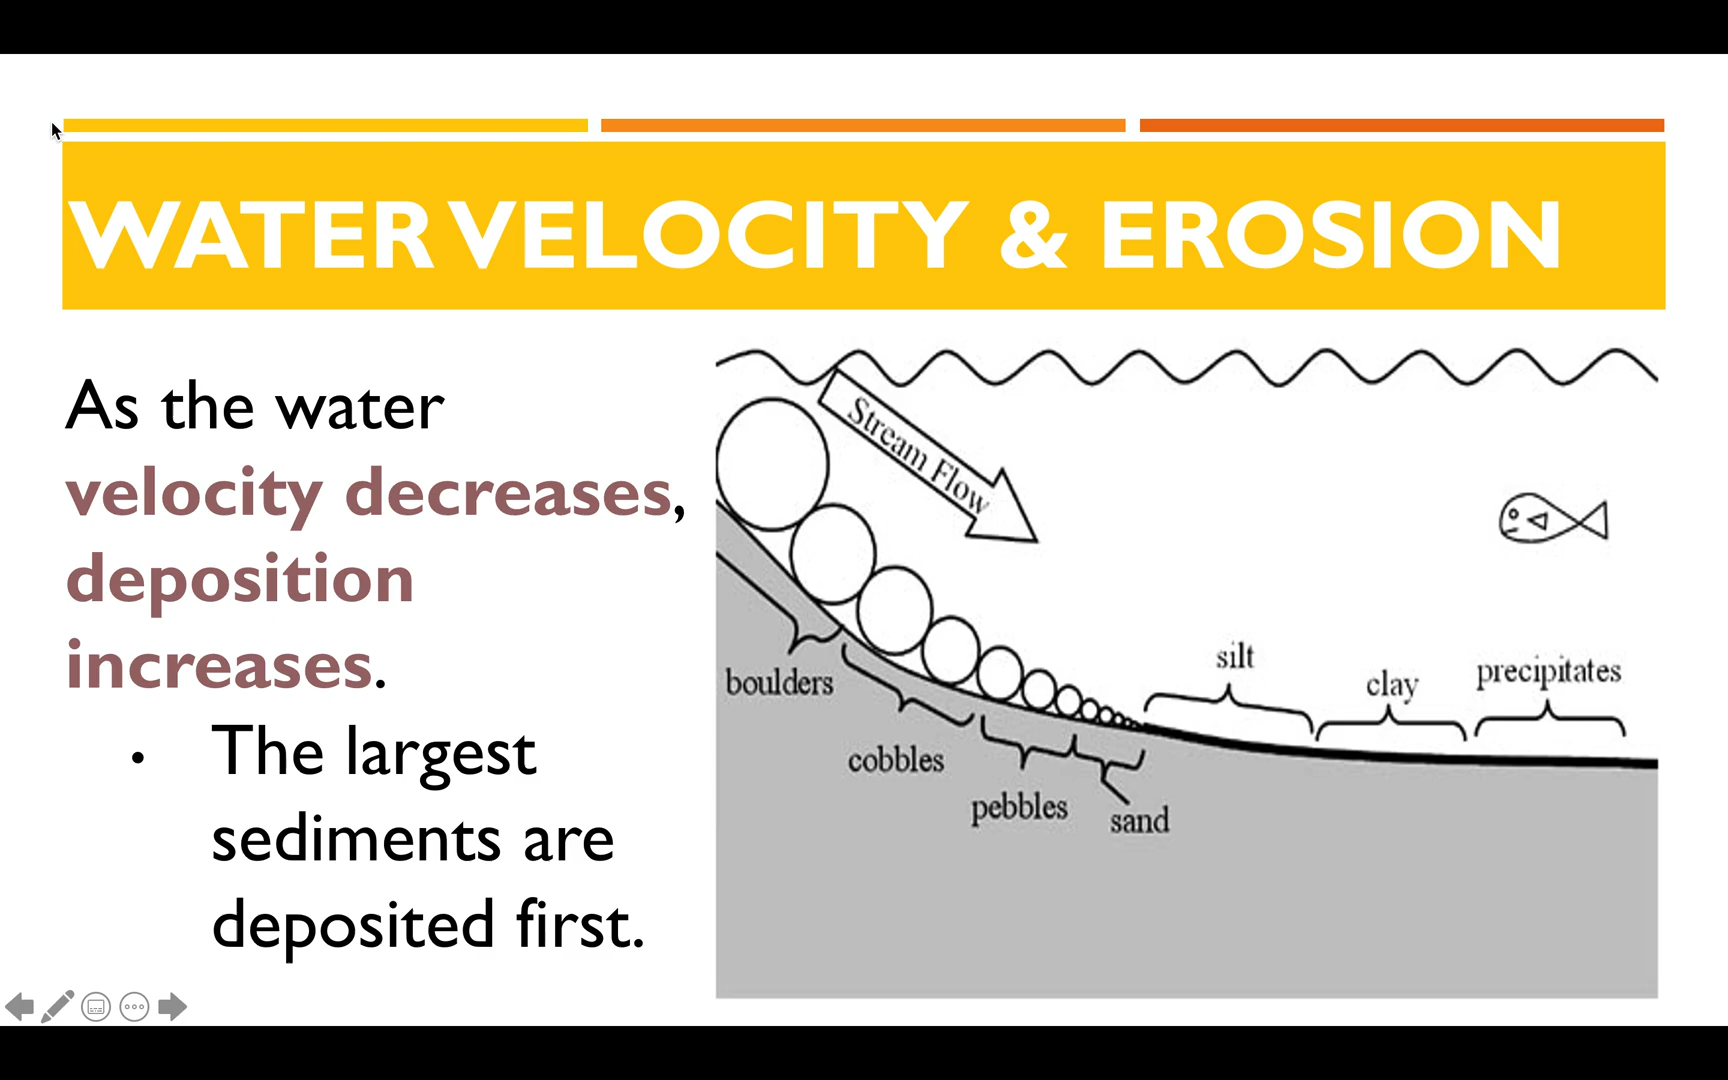 WATER VELOCITY & EROSION
As the water
velocity decreases,
deposition
increases.
• The largest
sediments are
deposited first.
Stream Flow
boulders
cobbles
pebbles
sand
silt
clay
precipitates